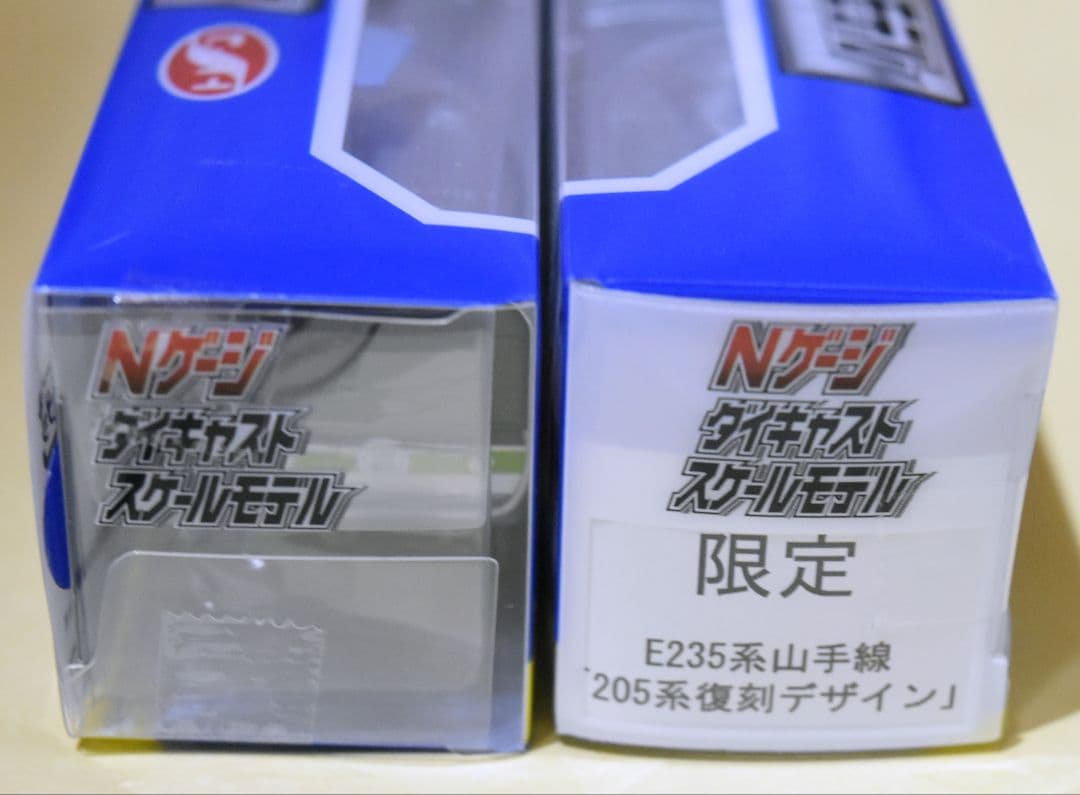 Nゲージ
ダイキャスト
スケールモデル
Nゲージ
ダイキャスト
スケールモデル
限定
E235系山手線
「205系復刻デザイン」